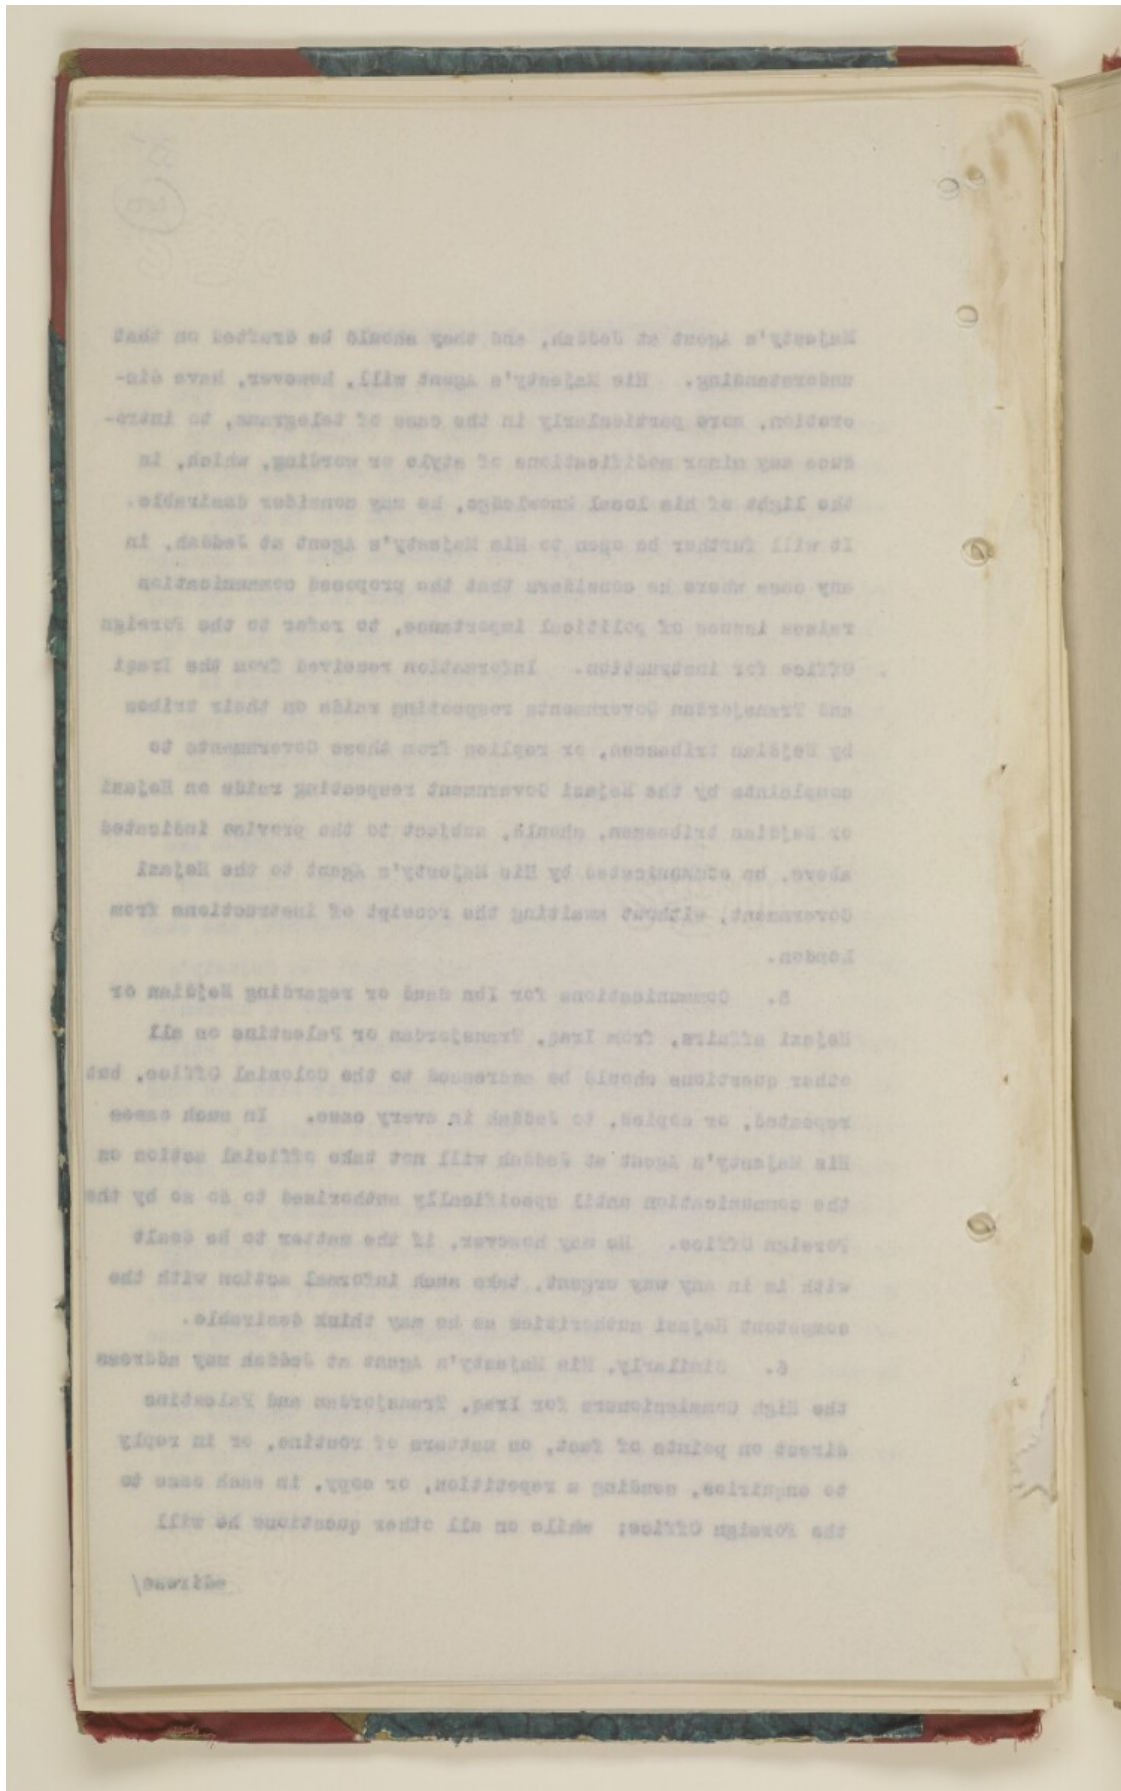 Majesty's Agent at Jeddah, and they should be drafted on that
understanding. His Majesty's Agent will, however, have dis-
cretion, more particularly in the case of telegrams, to intro-
duce any minor modifications of style or wording, which, in
the light of his local knowledge, he may consider desirable.
It will further be open to His Majesty's Agent at Jeddah, in
any case where he considers that the proposed communication
raises issues of political importance, to refer to the Foreign
Office for instruction. Information received from the Iraqi
and Transjordan Governments respecting raids on their tribes
by Nejdian tribesmen, or replies from those Governments to
complaints by the Hejazi Government respecting raids on Hejazi
or Nejdian tribesmen, should, subject to the proviso indicated
above, be communicated by His Majesty's Agent to the Hejazi
Government, without awaiting the receipt of instructions from
London.
5. Communications for Ibn Saud or regarding Nejdian or
Hejazi affairs, from Iraq, Transjordan or Palestine on all
other questions should be addressed to the Colonial Office, but
repeated, or copied, to Jeddah in every case. In such cases
His Majesty's Agent at Jeddah will not take official action on
the communication until specifically authorised to do so by the
Foreign Office. He may however, if the matter to be dealt
with is in any way urgent, take such informal action with the
competent Hejazi authorities as he may think desirable.
6. Similarly, His Majesty's Agent at Jeddah may address
the High Commissioners for Iraq, Transjordan and Palestine
direct on points of fact, on matters of routine, or in reply
to enquiries, sending a repetition, or copy, in each case to
the Foreign Office; while on all other questions he will
address/